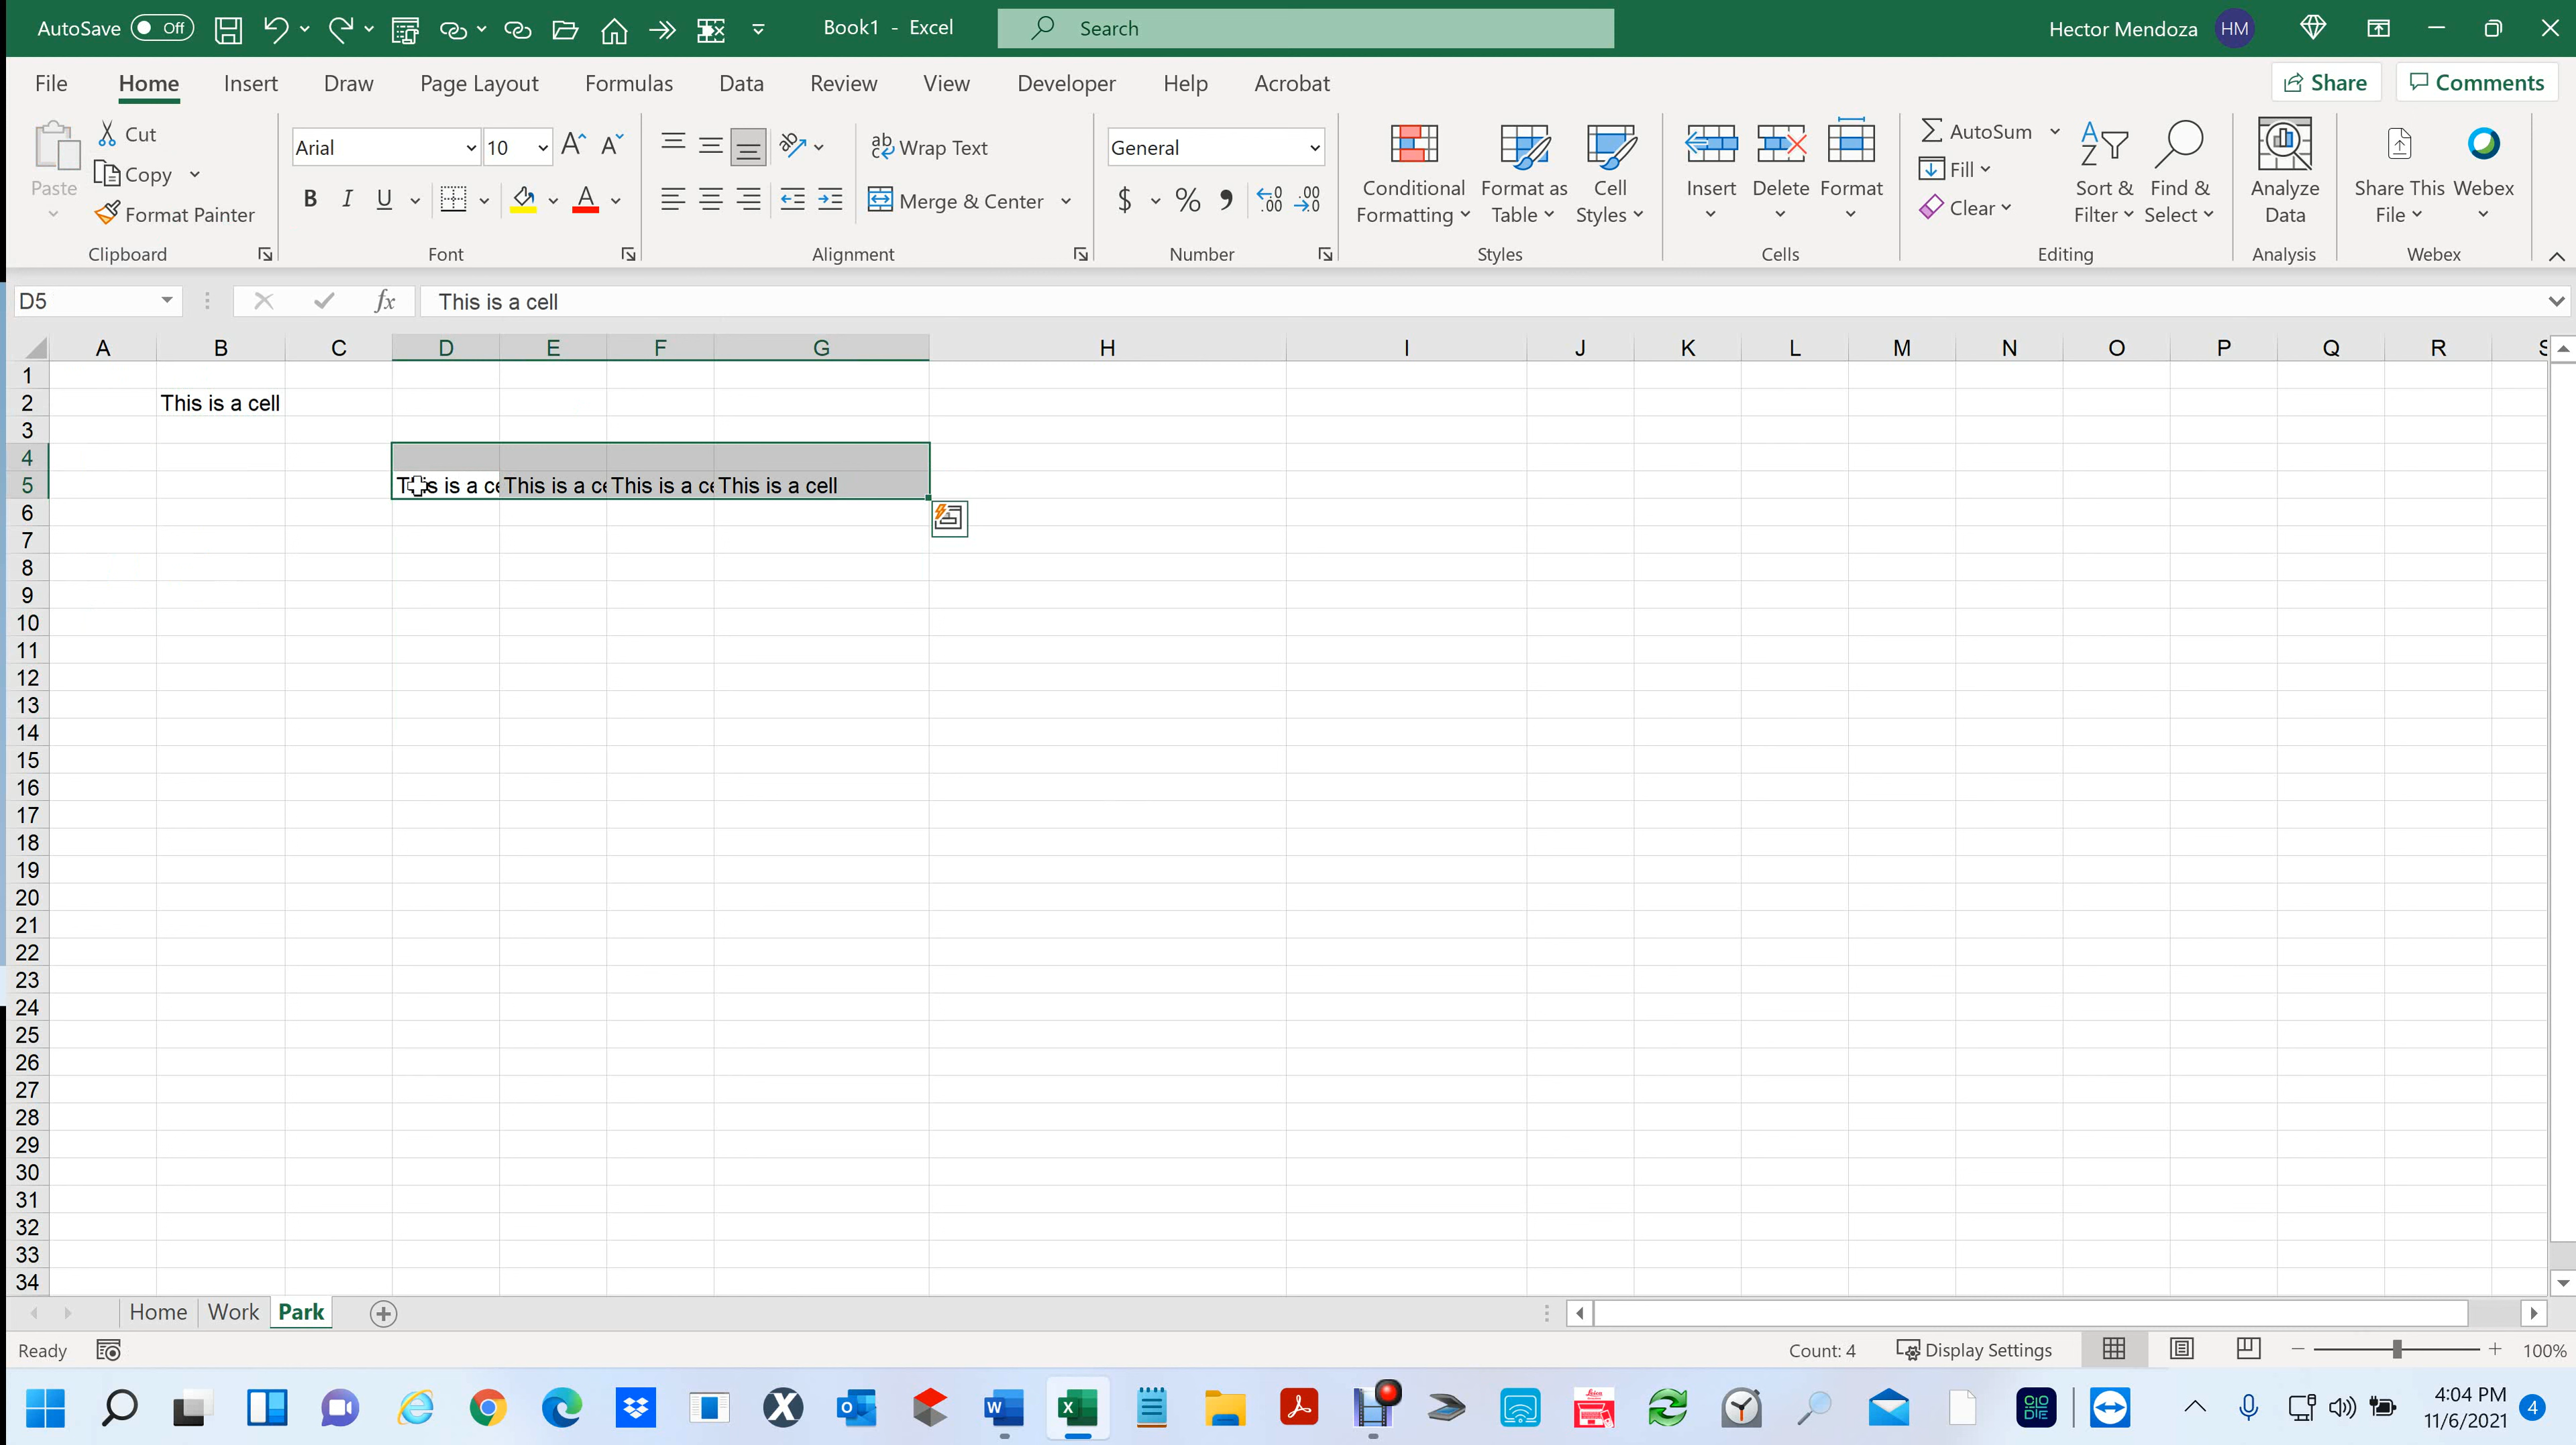 AutoSave Off Book1 - Excel Search Hector Mendoza HM
File Home Insert Draw Page Layout Formulas Data Review View Developer Help Acrobat Share Comments
Paste Cut Copy Format Painter Clipboard
Arial 10 B I U A Font
Wrap Text Merge & Center Alignment
General $ % , .00 .00 Number
Conditional Formatting Format as Table Cell Styles Styles
Insert Delete Format Cells
AutoSum Fill Clear Sort & Filter Find & Select Editing
Analyze Data Analysis
Share This File Webex Webex
D5 fx This is a cell
A B C D E F G H I J K L M N O P Q R S
1
2 This is a cell
3
4
5 This is a ce This is a ce This is a ce This is a cell
6
7
8
9
10
11
12
13
14
15
16
17
18
19
20
21
22
23
24
25
26
27
28
29
30
31
32
33
34
Home Work Park
Ready Count: 4 Display Settings 100%
4:04 PM
11/6/2021 4